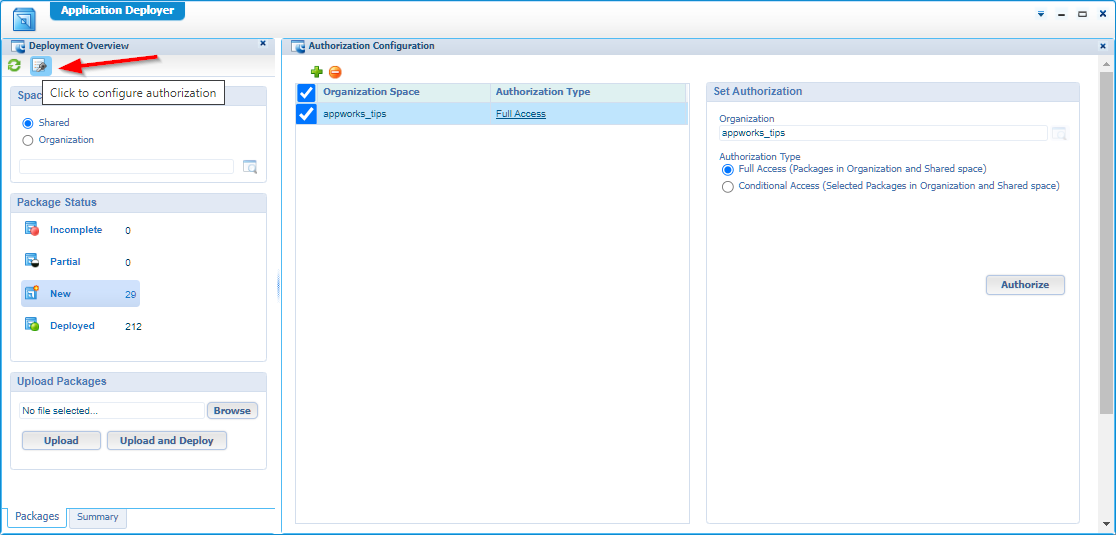 Application Deployer
Deployment Overview
Click to configure authorization
Spac
Shared
Organization
Package Status
Incomplete 0
Partial 0
New 29
Deployed 212
Upload Packages
No file selected... Browse
Upload Upload and Deploy
Packages Summary
Authorization Configuration
Organization Space Authorization Type
appworks_tips Full Access
Set Authorization
Organization
appworks_tips
Authorization Type
Full Access (Packages in Organization and Shared space)
Conditional Access (Selected Packages in Organization and Shared space)
Authorize